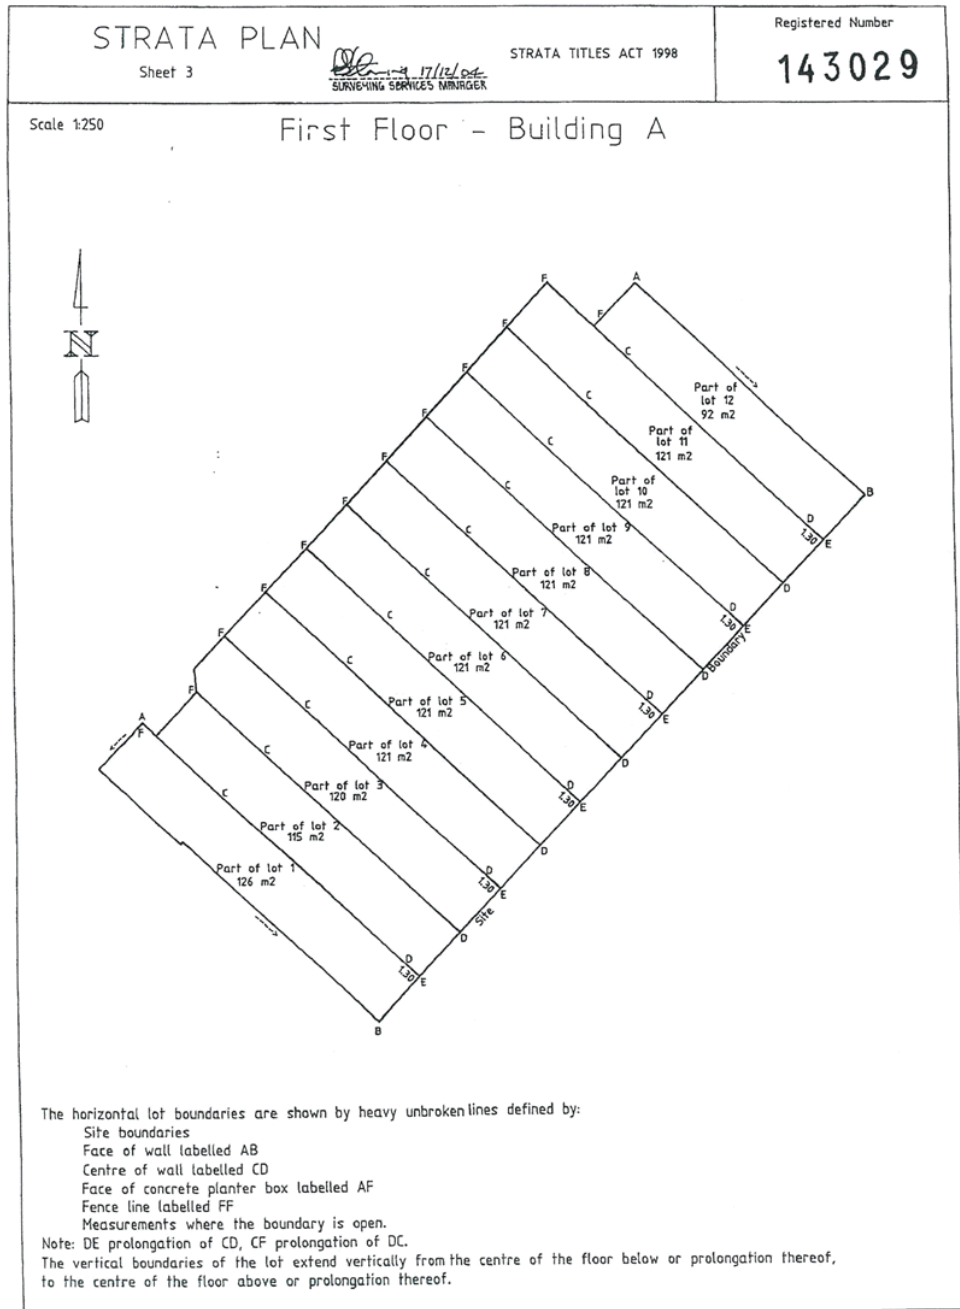 STRATA PLAN
Sheet 3
17/12/04
SURVEYING SERVICES MANAGER
STRATA TITLES ACT 1998
Registered Number
143029
Scale 1:250
First Floor - Building A
N
F
A
F
F
C
F
C
Part of
lot 12
92 m2
F
Part of
lot 11
121 m2
C
F
Part of
lot 10
121 m2
C
B
F
D
1.30
E
C
Part of lot 9
121 m2
F
C
Part of lot 8
121 m2
D
F
C
Part of lot 7
121 m2
D
1.30
E
F
C
Part of lot 6
121 m2
Boundary
D
F
C
Part of lot 5
121 m2
D
1.30
E
A
F
C
Part of lot 4
121 m2
D
C
Part of lot 3
120 m2
D
1.30
E
C
Part of lot 2
115 m2
D
Part of lot 1
126 m2
D
1.30
E
Site
D
D
1.30
E
B
The horizontal lot boundaries are shown by heavy unbroken lines defined by:
Site boundaries
Face of wall labelled AB
Centre of wall labelled CD
Face of concrete planter box labelled AF
Fence line labelled FF
Measurements where the boundary is open.
Note: DE prolongation of CD, CF prolongation of DC.
The vertical boundaries of the lot extend vertically from the centre of the floor below or prolongation thereof,
to the centre of the floor above or prolongation thereof.